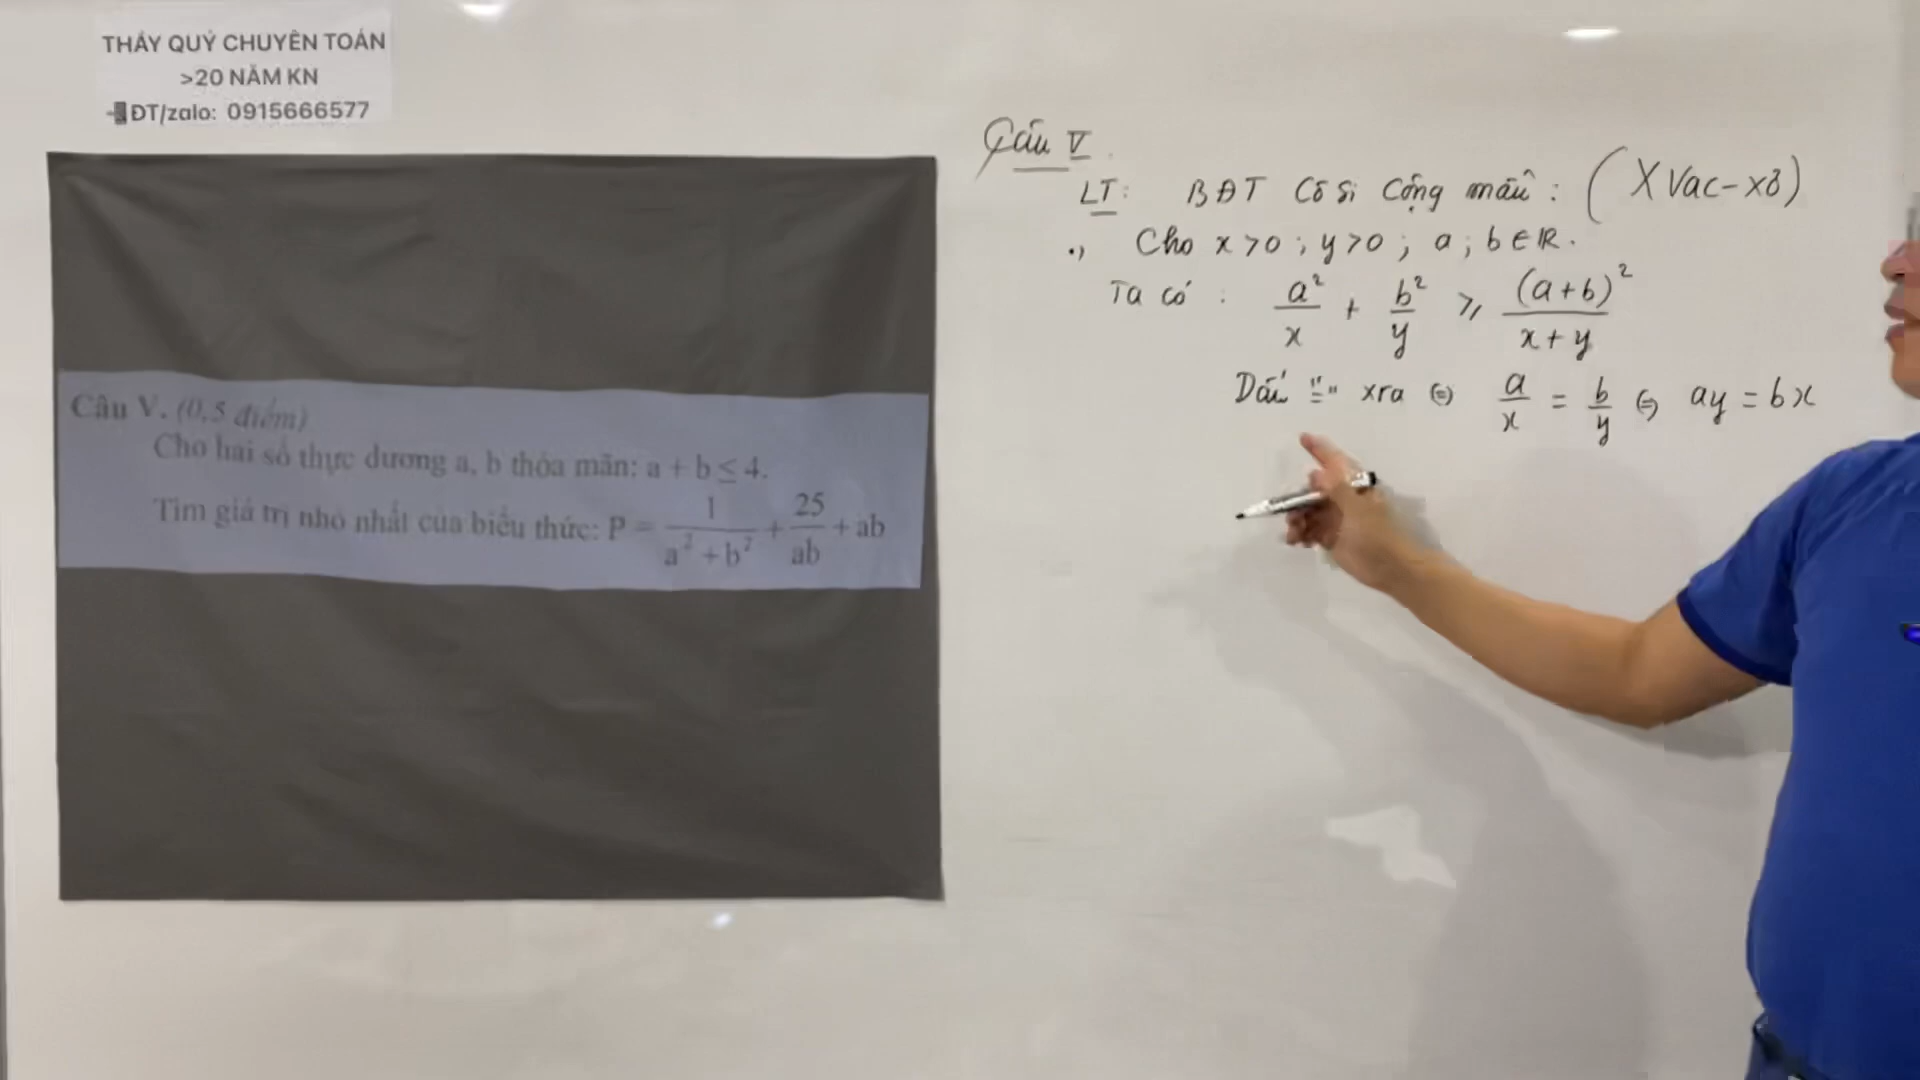 THẦY QUÝ CHUYÊN TOÁN
>20 NĂM KN
ĐT/zalo: 0915666577
Câu V. (0,5 điểm)
Cho hai số thực dương a, b thỏa mãn: a + b ≤ 4.
Tìm giá trị nhỏ nhất của biểu thức: P = 1/(a² + b²) + 25/ab + ab
Câu V
LT: BĐT Cô Si Cộng mẫu: (X Vac-xơ)
., Cho x > 0 ; y > 0 ; a ; b ∈ R.
Ta có : a²/x + b²/y ⩾ (a+b)²/(x+y)
Dấu "=" xra ⇔ a/x = b/y ⇔ ay = bx